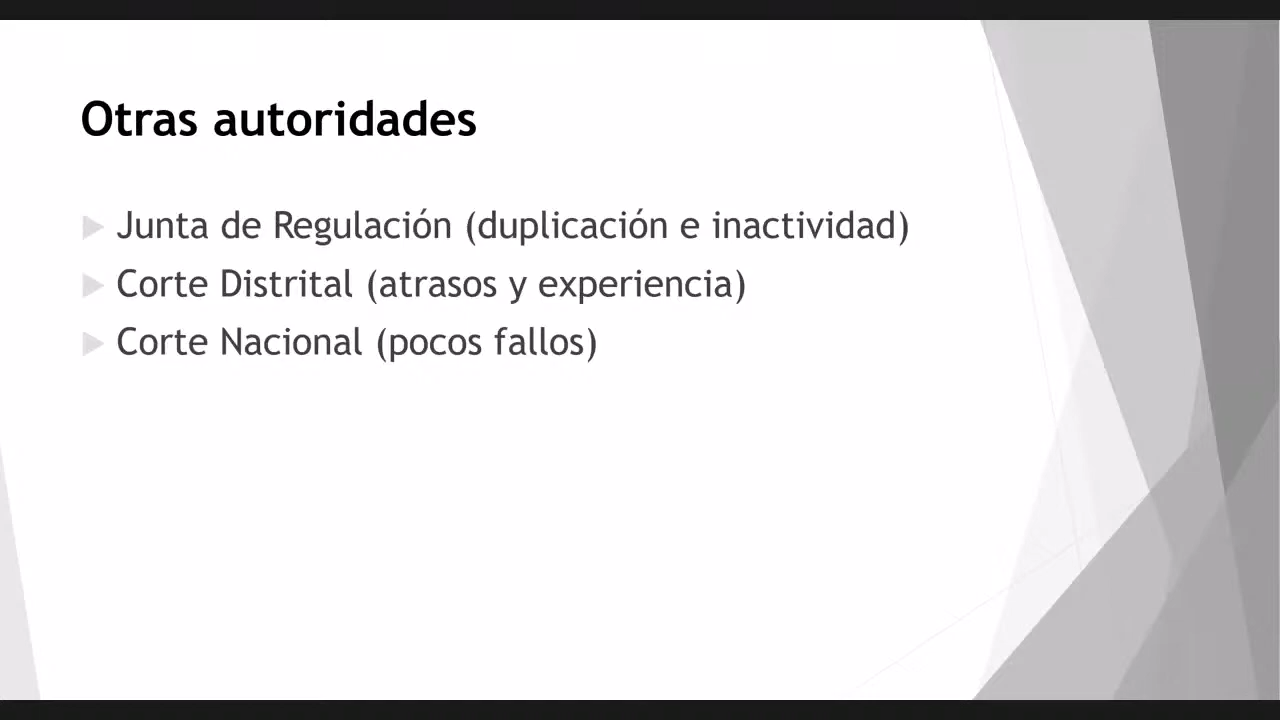 Otras autoridades
Junta de Regulación (duplicación e inactividad)
Corte Distrital (atrasos y experiencia)
Corte Nacional (pocos fallos)